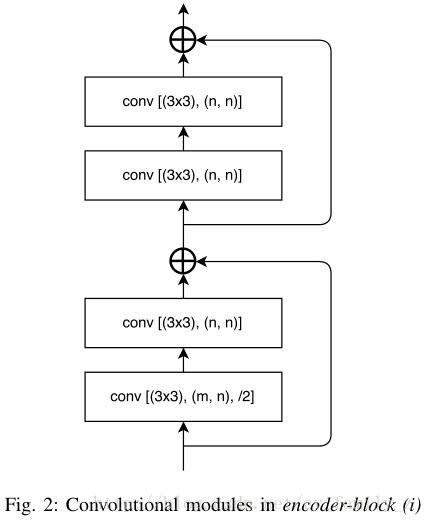 conv [(3x3), (n, n)]
conv [(3x3), (n, n)]
conv [(3x3), (n, n)]
conv [(3x3), (m, n), /2]
Fig. 2: Convolutional modules in encoder-block (i)